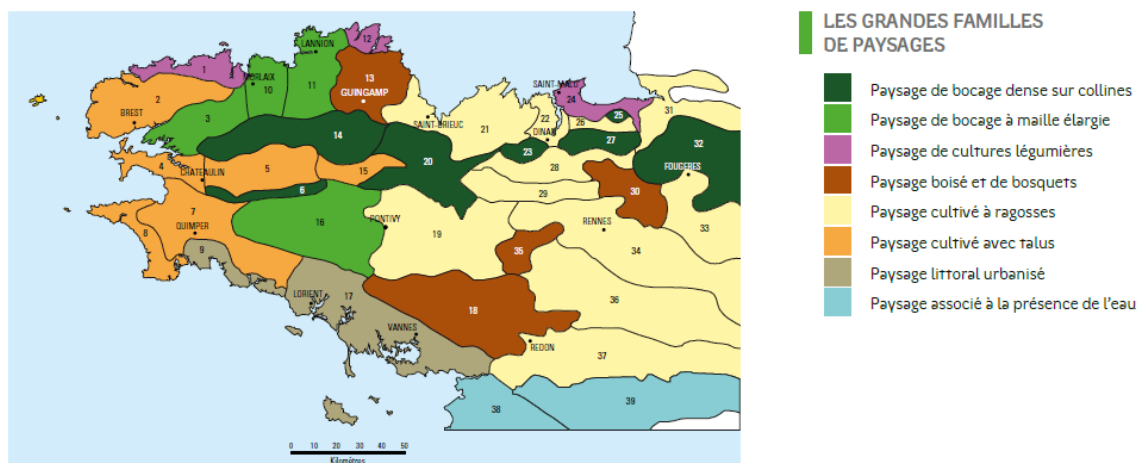 LES GRANDES FAMILLES
DE PAYSAGES
Paysage de bocage dense sur collines
Paysage de bocage à maille élargie
Paysage de cultures légumières
Paysage boisé et de bosquets
Paysage cultivé à ragosses
Paysage cultivé avec talus
Paysage littoral urbanisé
Paysage associé à la présence de l'eau
12
LANNION
1
MORLAIX
10
11
13
GUINGAMP
2
BREST
3
SAINT-MALO
24
25
31
SAINT-BRIEUC
21
22
26
DINAN
14
27
32
23
20
FOUGERES
4
CHATEAULIN
5
15
28
6
30
29
7
QUIMPER
8
16
PONTIVY
19
RENNES
33
34
9
35
LORIENT
17
18
36
VANNES
REDON
37
38
39
0 10 20 30 40 50
Kilomètres